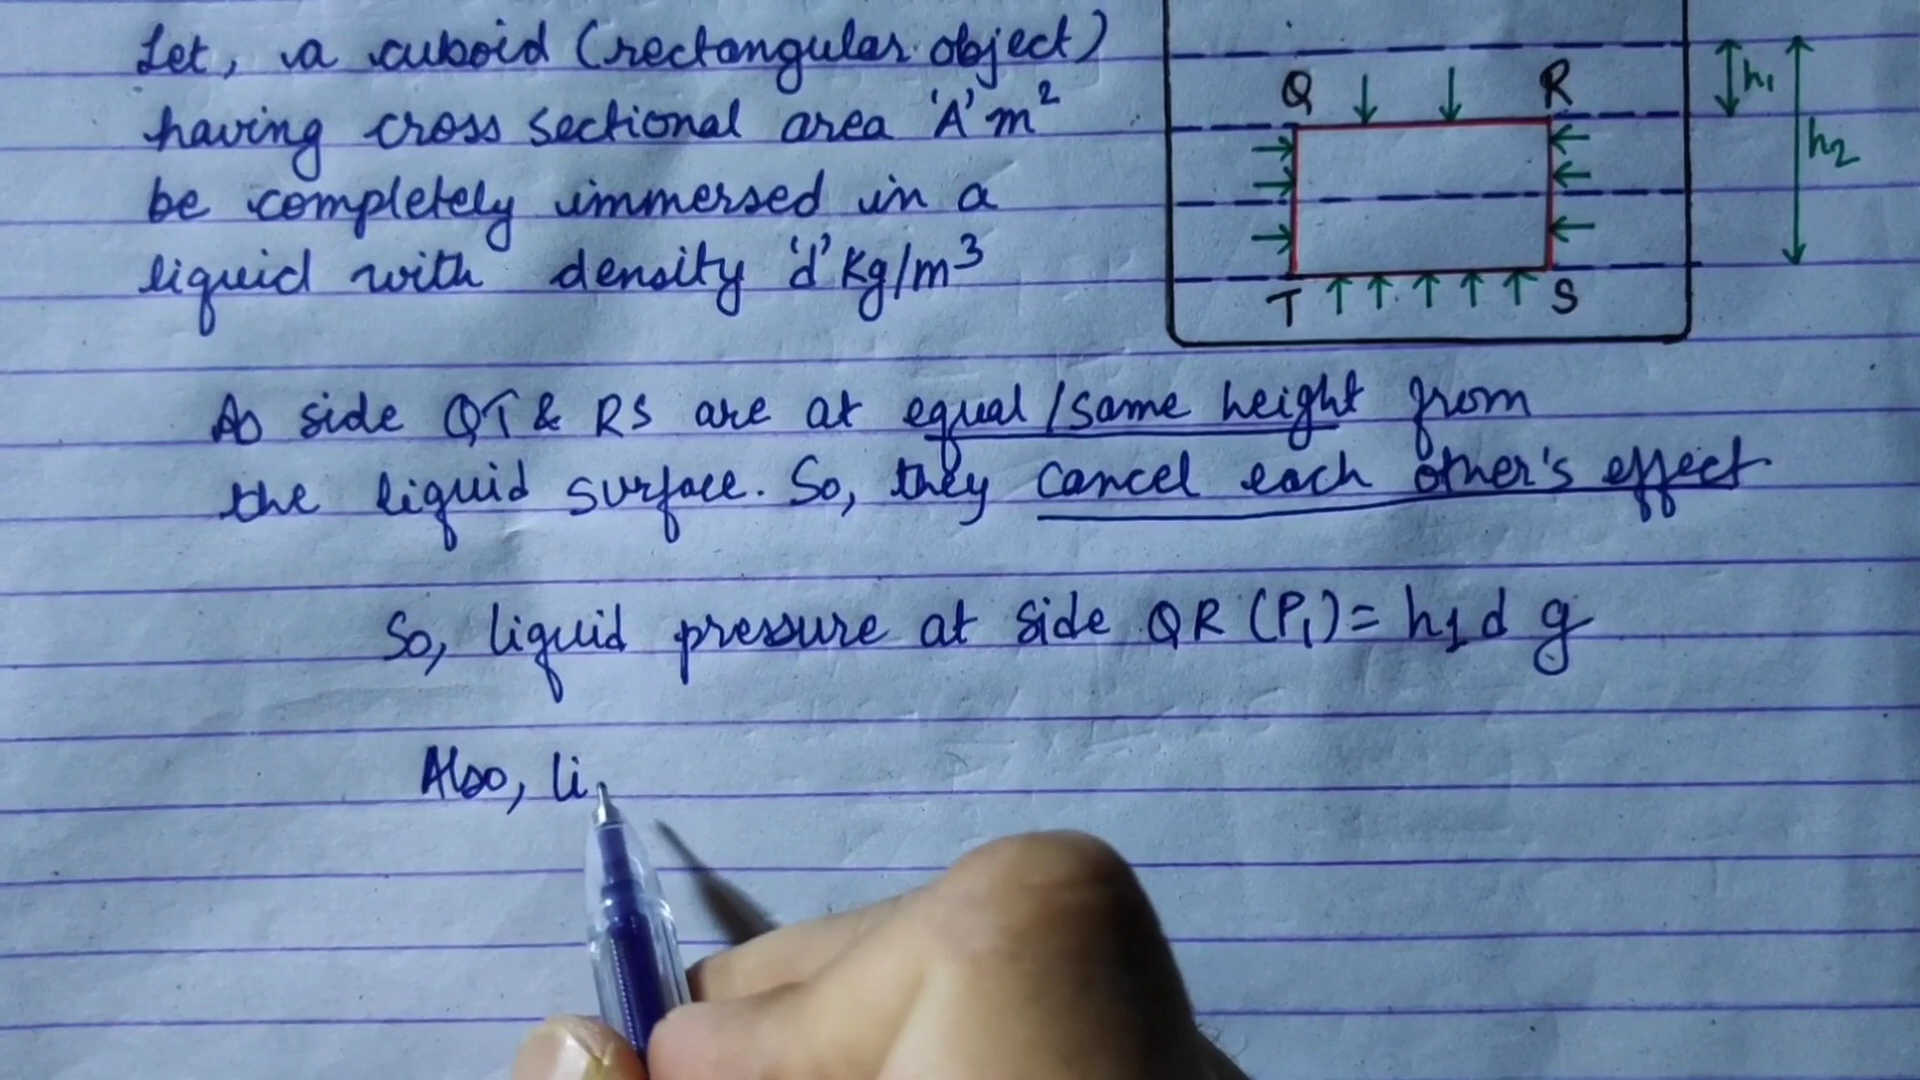 Let, a cuboid (rectangular object)
having cross sectional area 'A' m²
be completely immersed in a
liquid with density 'd' Kg/m³
Q R
h₁
h₂
T S
As side QT & RS are at equal/same height from
the liquid surface. So, they cancel each other's effect
So, liquid pressure at side QR (P₁) = h₁ d g
Also, li